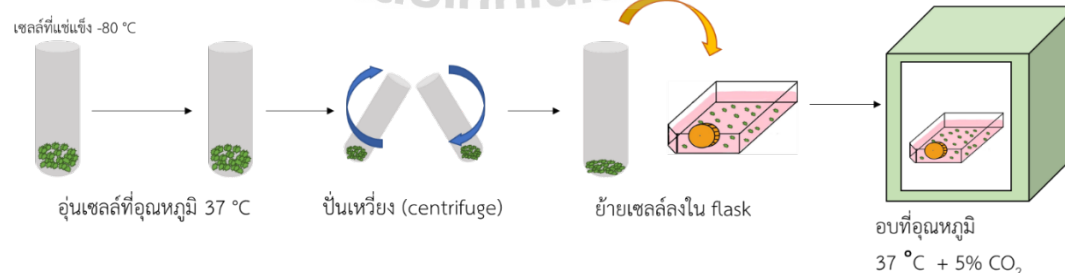 เซลล์ที่แช่แข็ง -80 °C
อุ่นเซลล์ที่อุณหภูมิ 37 °C
ปั่นเหวี่ยง (centrifuge)
ย้ายเซลล์ลงใน flask
อบที่อุณหภูมิ
37 °C + 5% CO₂